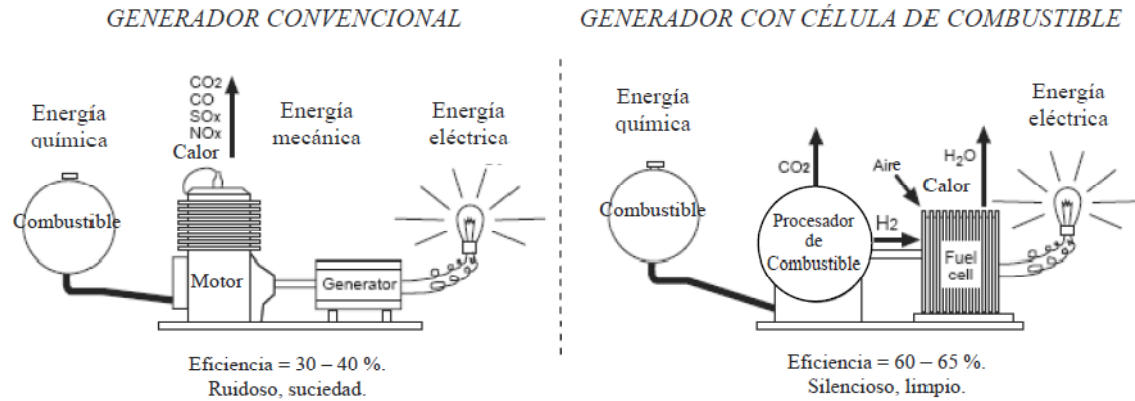 GENERADOR CONVENCIONAL
CO2
CO
SOx
NOx
Calor
Energía
química
Energía
mecánica
Energía
eléctrica
Combustible
Motor
Generator
Eficiencia = 30 – 40 %.
Ruidoso, suciedad.
GENERADOR CON CÉLULA DE COMBUSTIBLE
Energía
química
Energía
eléctrica
CO2
Aire
H2O
Calor
Combustible
Procesador
de
Combustible
H2
Fuel
cell
Eficiencia = 60 – 65 %.
Silencioso, limpio.